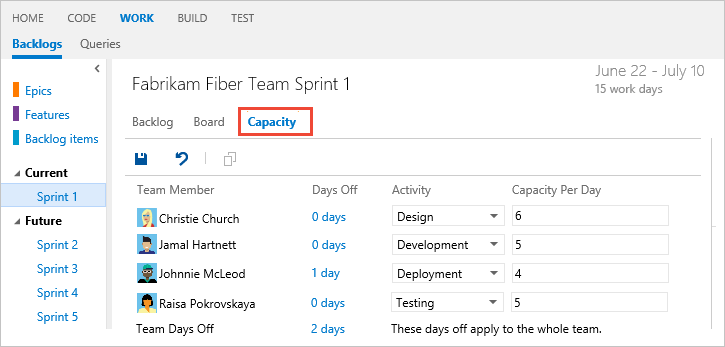 HOME CODE WORK BUILD TEST
Backlogs Queries
Epics
Features
Backlog items
Current
Sprint 1
Future
Sprint 2
Sprint 3
Sprint 4
Sprint 5
Fabrikam Fiber Team Sprint 1
June 22 - July 10
15 work days
Backlog Board Capacity
Team Member Days Off Activity Capacity Per Day
Christie Church 0 days Design 6
Jamal Hartnett 0 days Development 5
Johnnie McLeod 1 day Deployment 4
Raisa Pokrovskaya 0 days Testing 5
Team Days Off 2 days These days off apply to the whole team.